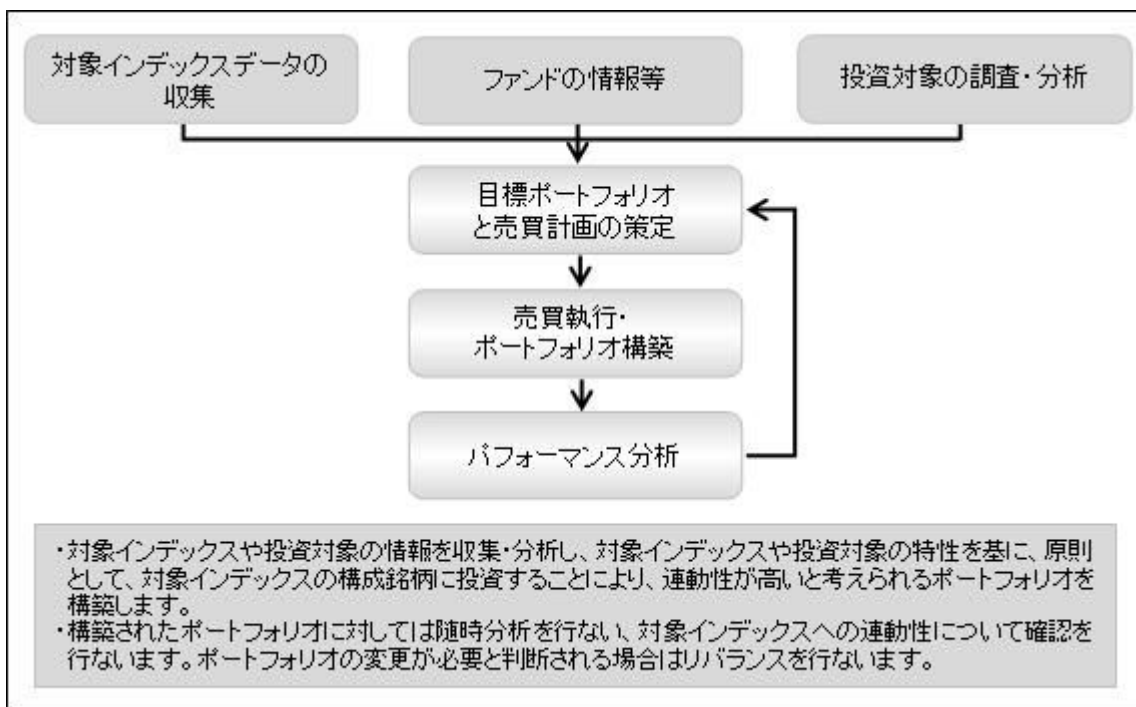 対象インデックスデータの
収集
ファンドの情報等
投資対象の調査・分析
目標ポートフォリオ
と売買計画の策定
売買執行・
ポートフォリオ構築
パフォーマンス分析
・対象インデックスや投資対象の情報を収集・分析し、対象インデックスや投資対象の特性を基に、原則
として、対象インデックスの構成銘柄に投資することにより、連動性が高いと考えられるポートフォリオを
構築します。
・構築されたポートフォリオに対しては随時分析を行ない、対象インデックスへの連動性について確認を
行ないます。ポートフォリオの変更が必要と判断される場合はリバランスを行ないます。